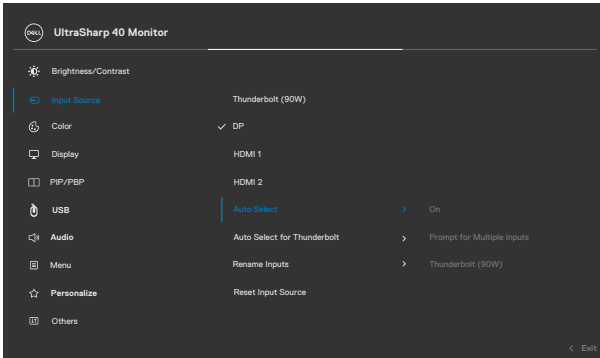 DELL UltraSharp 40 Monitor
Brightness/Contrast
Input Source Thunderbolt (90W)
Color DP
Display HDMI 1
PIP/PBP HDMI 2
USB Auto Select On
Audio Auto Select for Thunderbolt Prompt for Multiple Inputs
Menu Rename Inputs Thunderbolt (90W)
Personalize Reset Input Source
Others
Exit